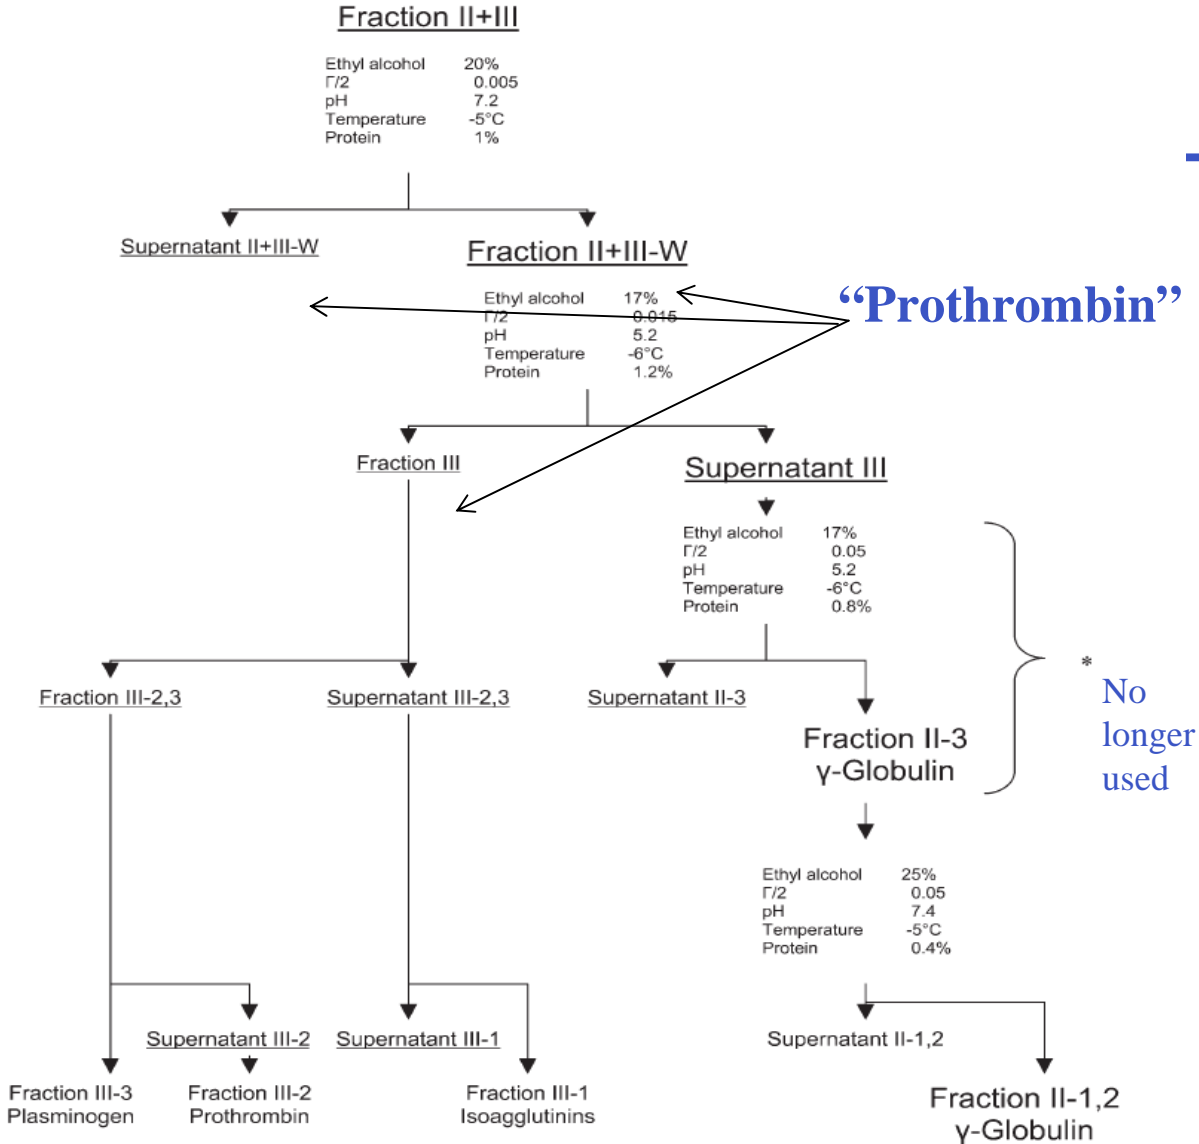 Fraction II+III
Ethyl alcohol 20%
Γ/2 0.005
pH 7.2
Temperature -5°C
Protein 1%
Supernatant II+III-W
Fraction II+III-W
Ethyl alcohol 17%
Γ/2 0.015
pH 5.2
Temperature -6°C
Protein 1.2%
“Prothrombin”
Fraction III
Supernatant III
Ethyl alcohol 17%
Γ/2 0.05
pH 5.2
Temperature -6°C
Protein 0.8%
*
No
longer
used
Fraction III-2,3
Supernatant III-2,3
Supernatant II-3
Fraction II-3
γ-Globulin
Ethyl alcohol 25%
Γ/2 0.05
pH 7.4
Temperature -5°C
Protein 0.4%
Supernatant III-2
Supernatant III-1
Supernatant II-1,2
Fraction III-3
Plasminogen
Fraction III-2
Prothrombin
Fraction III-1
Isoagglutinins
Fraction II-1,2
γ-Globulin